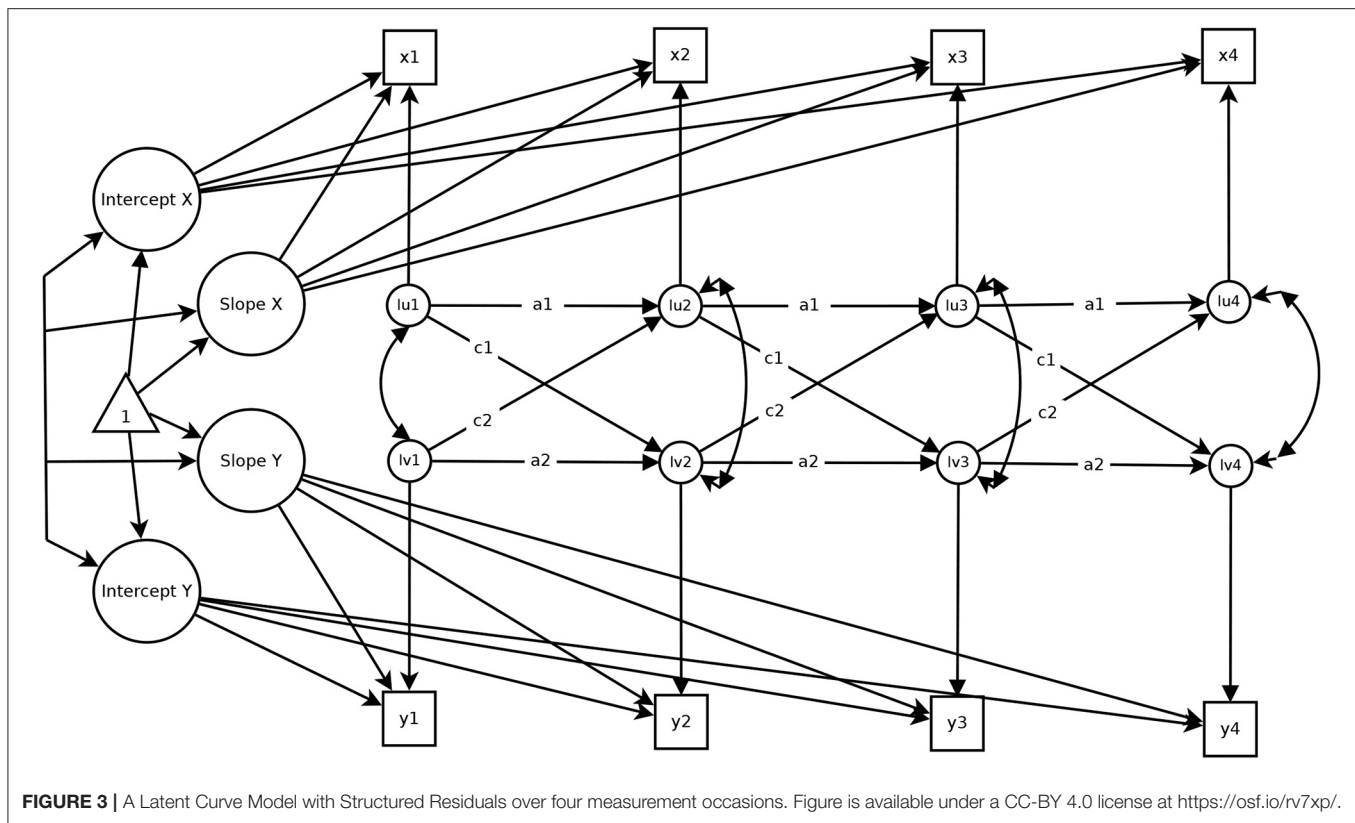 x1
x2
x3
x4
Intercept X
Slope X
lu1
a1
lu2
a1
lu3
a1
lu4
c1
c1
c1
1
c2
c2
c2
Slope Y
lv1
a2
lv2
a2
lv3
a2
lv4
Intercept Y
y1
y2
y3
y4
FIGURE 3 | A Latent Curve Model with Structured Residuals over four measurement occasions. Figure is available under a CC-BY 4.0 license at https://osf.io/rv7xp/.